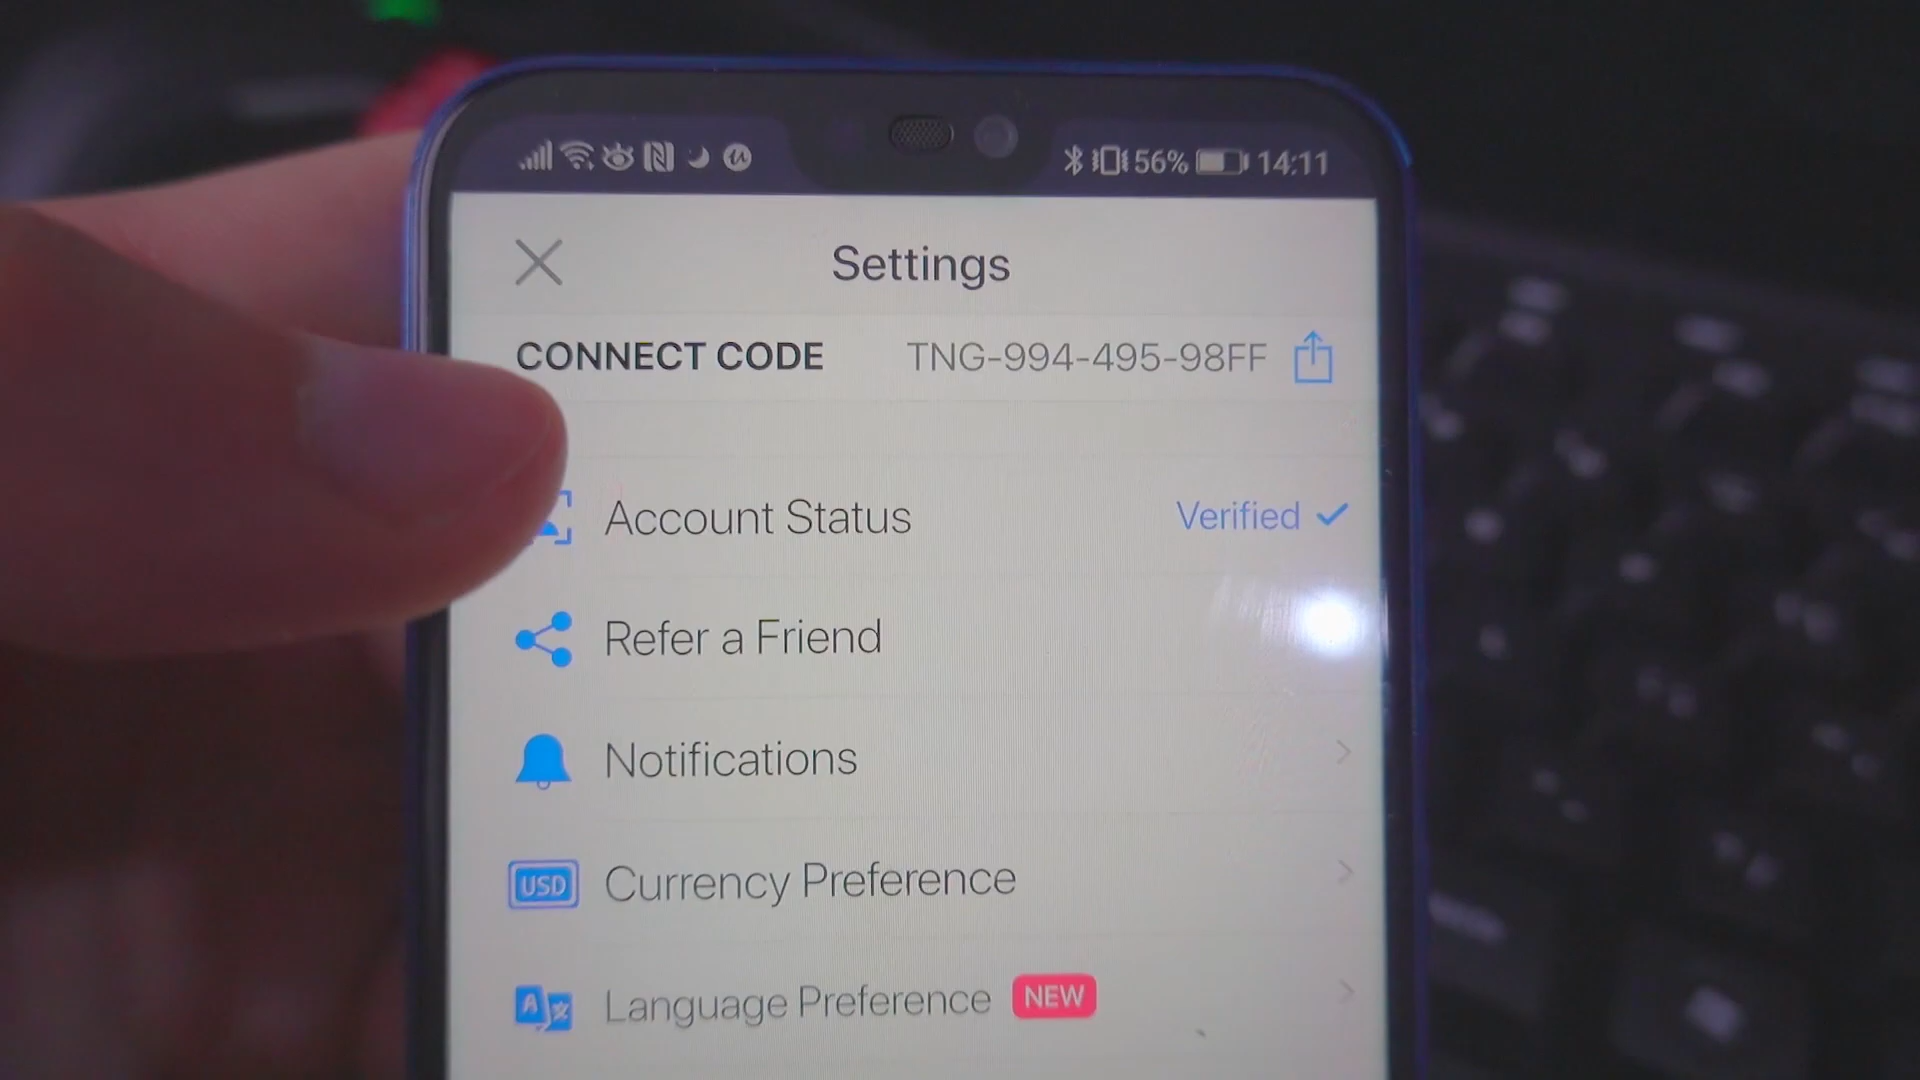 56% 14:11
Settings
CONNECT CODE TNG-994-495-98FF
Account Status Verified
Refer a Friend
Notifications
USD Currency Preference
A Language Preference NEW